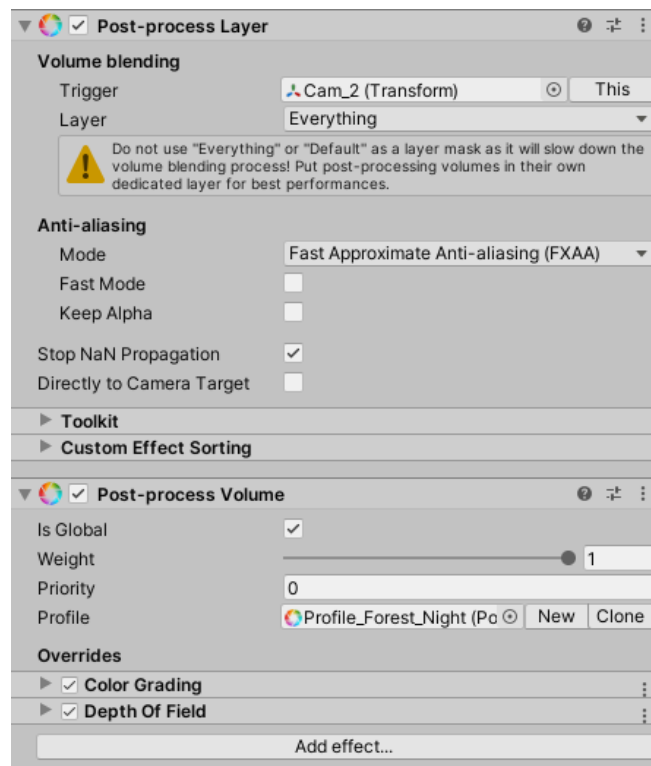 Post-process Layer
Volume blending
Trigger Cam_2 (Transform) This
Layer Everything
Do not use "Everything" or "Default" as a layer mask as it will slow down the
volume blending process! Put post-processing volumes in their own
dedicated layer for best performances.
Anti-aliasing
Mode Fast Approximate Anti-aliasing (FXAA)
Fast Mode
Keep Alpha
Stop NaN Propagation
Directly to Camera Target
Toolkit
Custom Effect Sorting
Post-process Volume
Is Global
Weight 1
Priority 0
Profile Profile_Forest_Night (Po New Clone
Overrides
Color Grading
Depth Of Field
Add effect...